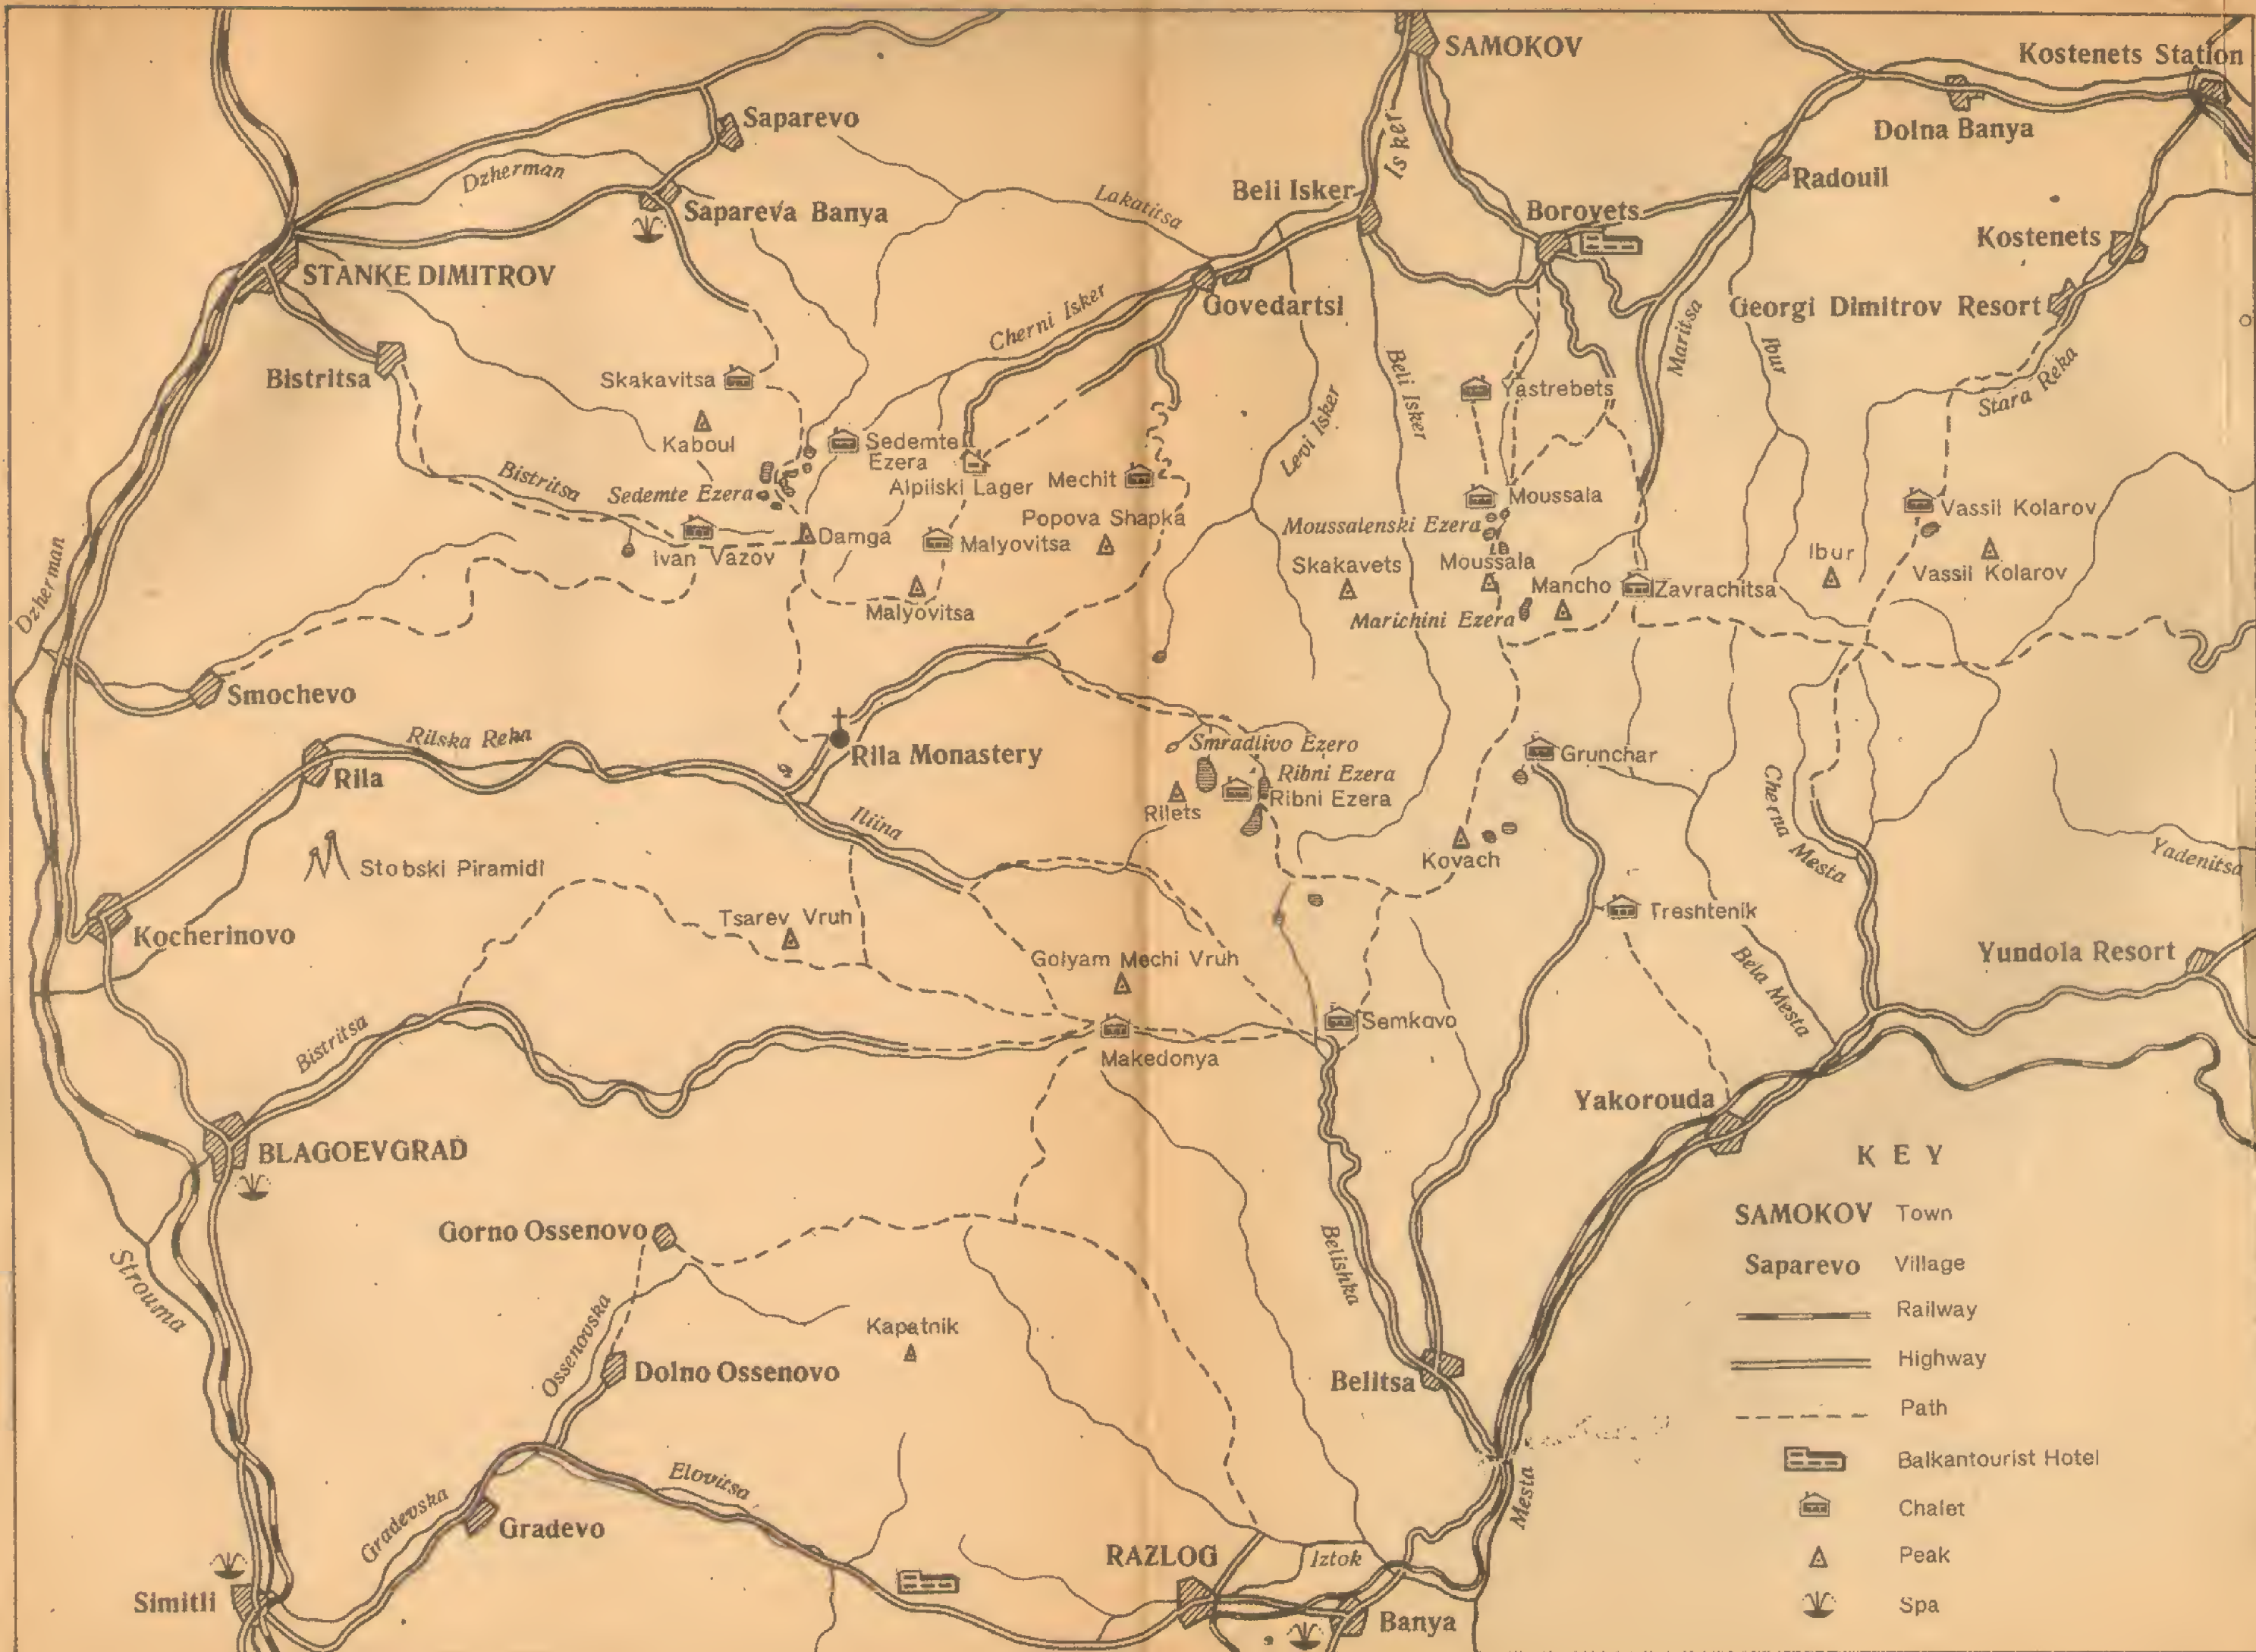 SAMOKOV
Kostenets Station
Saparevo
Dolna Banya
Isker
Dzherman
Radouil
Beli Isker
Lakatitsa
Sapareva Banya
Borovets
Kostenets
STANKE DIMITROV
Govedartsi
Georgi Dimitrov Resort
Cherni Isker
Maritsa
Ibur
Bistritsa
Skakavitsa
Beli Isker
Yastrebets
Stara Reka
Kaboul
Sedemte
Ezera
Levi Isker
Bistritsa
Sedemte Ezera
Alpiiski Lager
Mechit
Moussala
Vassil Kolarov
Popova Shapka
Moussalenski Ezera
Damga
Malyovitsa
Ivan Vazov
Skakavets
Moussala
Ibur
Vassil Kolarov
Mancho
Zavrachitsa
Dzherman
Malyovitsa
Marichini Ezera
Smochevo
Rilska Reka
Rila Monastery
Smradlivo Ezero
Grunchar
Rila
Ribni Ezera
Ribni Ezera
Rilets
Iliina
Cherna Mesta
Stobski Piramidi
Kovach
Yadenitsa
Tsarev Vruh
Treshtenik
Kocherinovo
Golyam Mechi Vruh
Bela Mesta
Yundola Resort
Bistritsa
Semkovo
Makedonya
Yakorouda
BLAGOEVGRAD
KEY
SAMOKOV Town
Gorno Ossenovo
Saparevo Village
Strouma
Belishka
Railway
Kapatnik
Ossenovska
Highway
Dolno Ossenovo
Belitsa
Path
Balkantourist Hotel
Elovitsa
Mesta
Gradevska
Gradevo
Chalet
RAZLOG
Iztok
Peak
Simitli
Banya
Spa